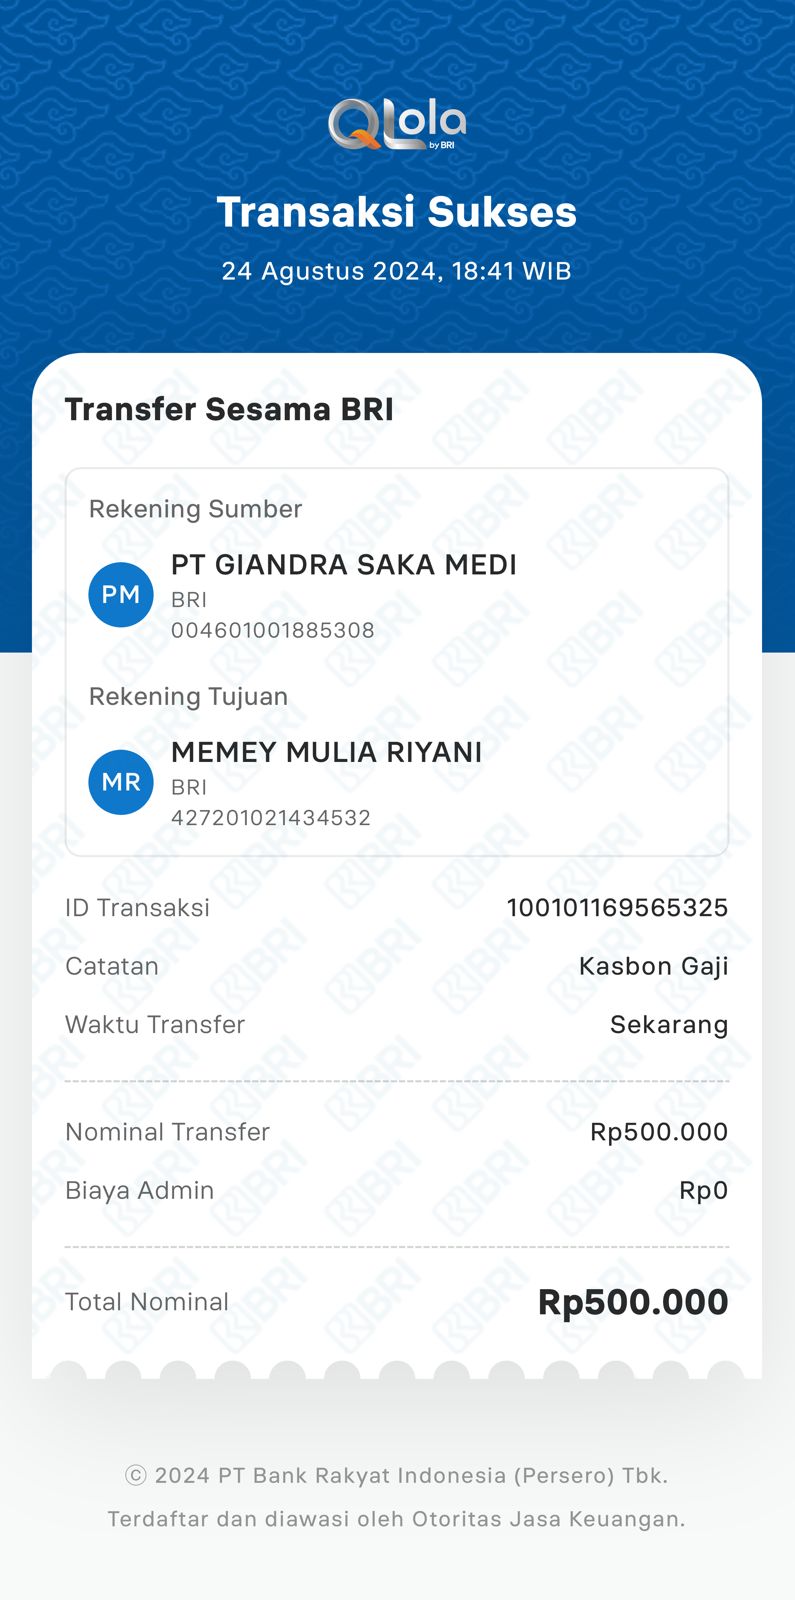 QLola
by BRI
Transaksi Sukses
24 Agustus 2024, 18:41 WIB
Transfer Sesama BRI
Rekening Sumber
PM
PT GIANDRA SAKA MEDI
BRI
004601001885308
Rekening Tujuan
MR
MEMEY MULIA RIYANI
BRI
427201021434532
ID Transaksi 100101169565325
Catatan Kasbon Gaji
Waktu Transfer Sekarang
Nominal Transfer Rp500.000
Biaya Admin Rp0
Total Nominal Rp500.000
© 2024 PT Bank Rakyat Indonesia (Persero) Tbk.
Terdaftar dan diawasi oleh Otoritas Jasa Keuangan.